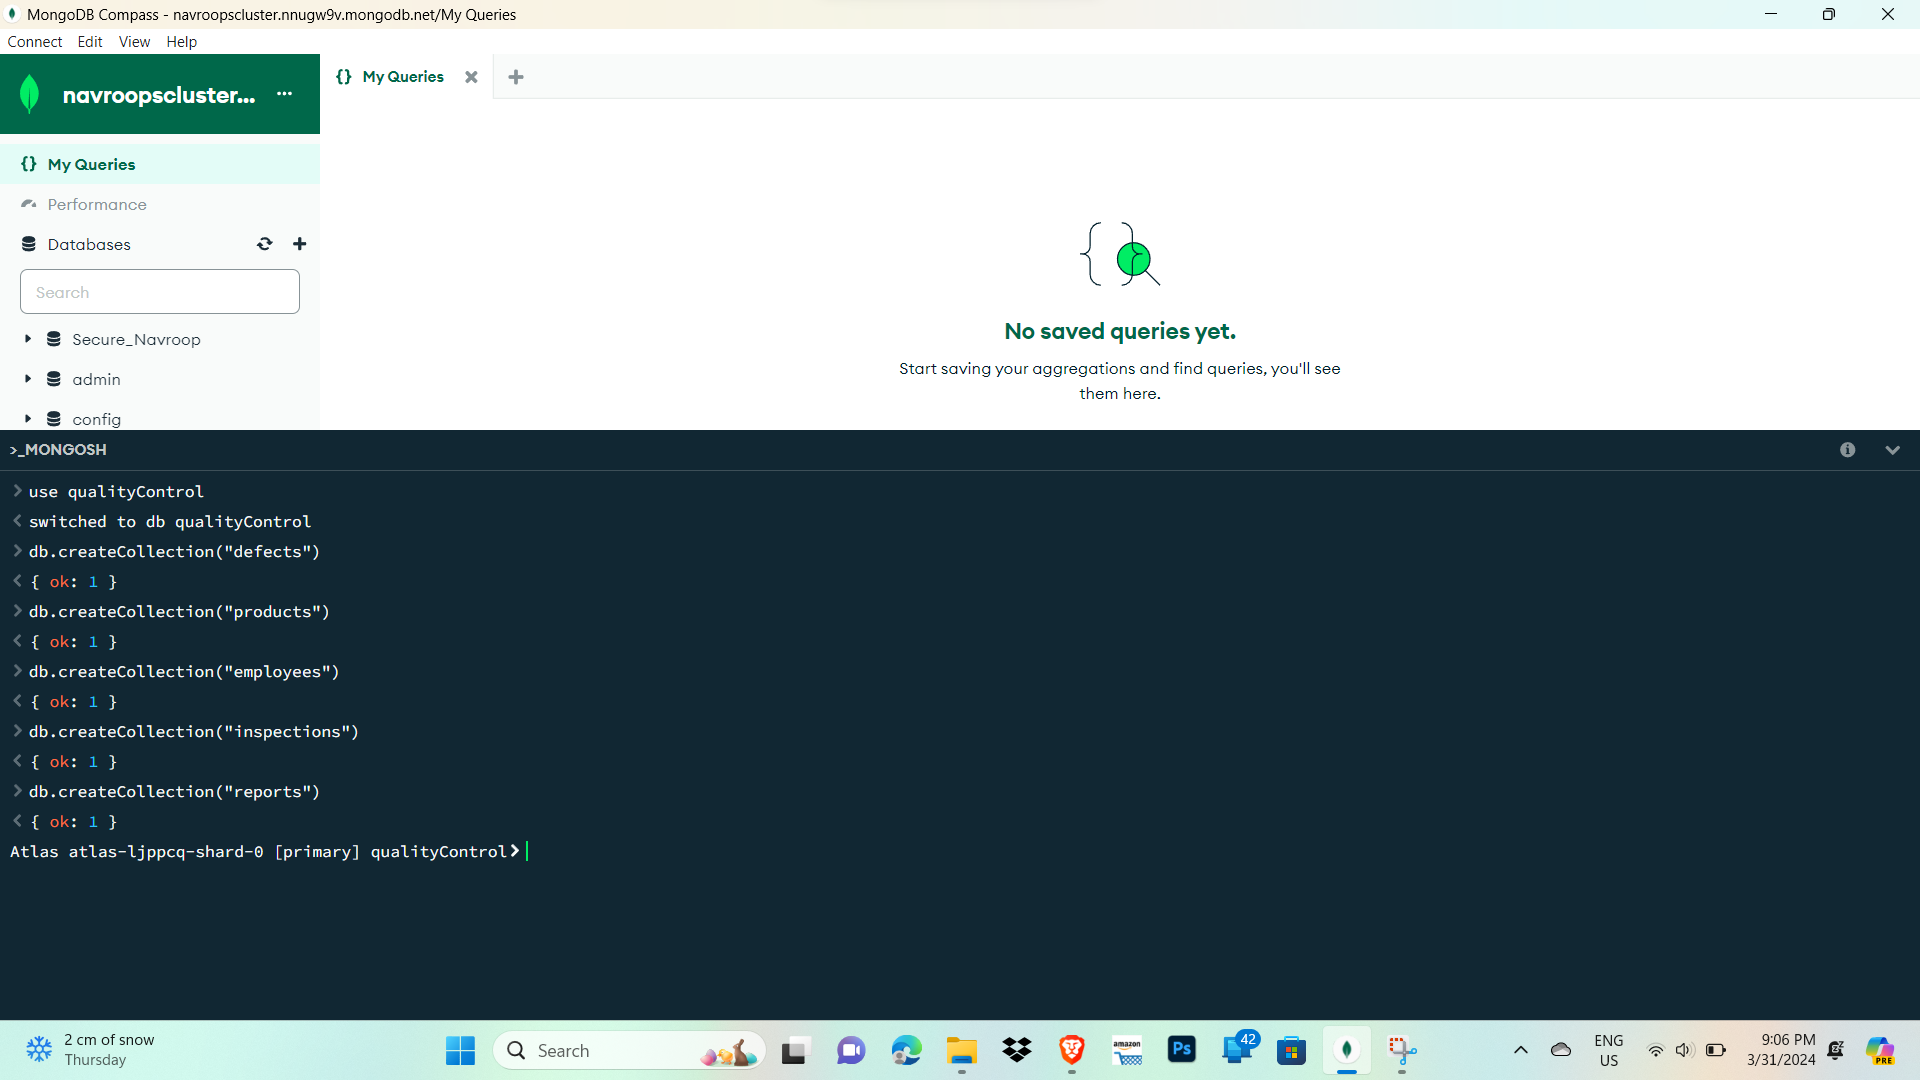 MongoDB Compass - navroopscluster.nnugw9v.mongodb.net/My Queries
Connect Edit View Help
navroopscluster... ...
{} My Queries
{} My Queries
Performance
Databases
Search
Secure_Navroop
admin
config
No saved queries yet.
Start saving your aggregations and find queries, you'll see
them here.
>_MONGOSH
> use qualityControl
< switched to db qualityControl
> db.createCollection("defects")
< { ok: 1 }
> db.createCollection("products")
< { ok: 1 }
> db.createCollection("employees")
< { ok: 1 }
> db.createCollection("inspections")
< { ok: 1 }
> db.createCollection("reports")
< { ok: 1 }
Atlas atlas-ljppcq-shard-0 [primary] qualityControl>
2 cm of snow
Thursday
Search
amazon
Ps
42
ENG
US
9:06 PM
3/31/2024
PRE